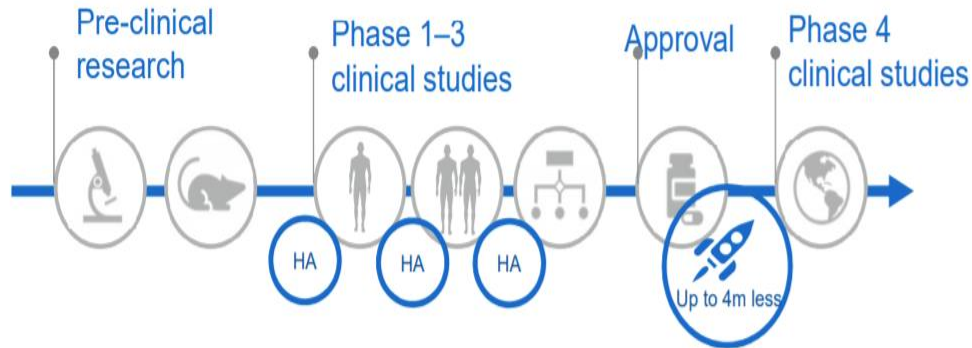 Pre-clinical
research
Phase 1–3
clinical studies
Approval
Phase 4
clinical studies
HA
HA
HA
Up to 4m less